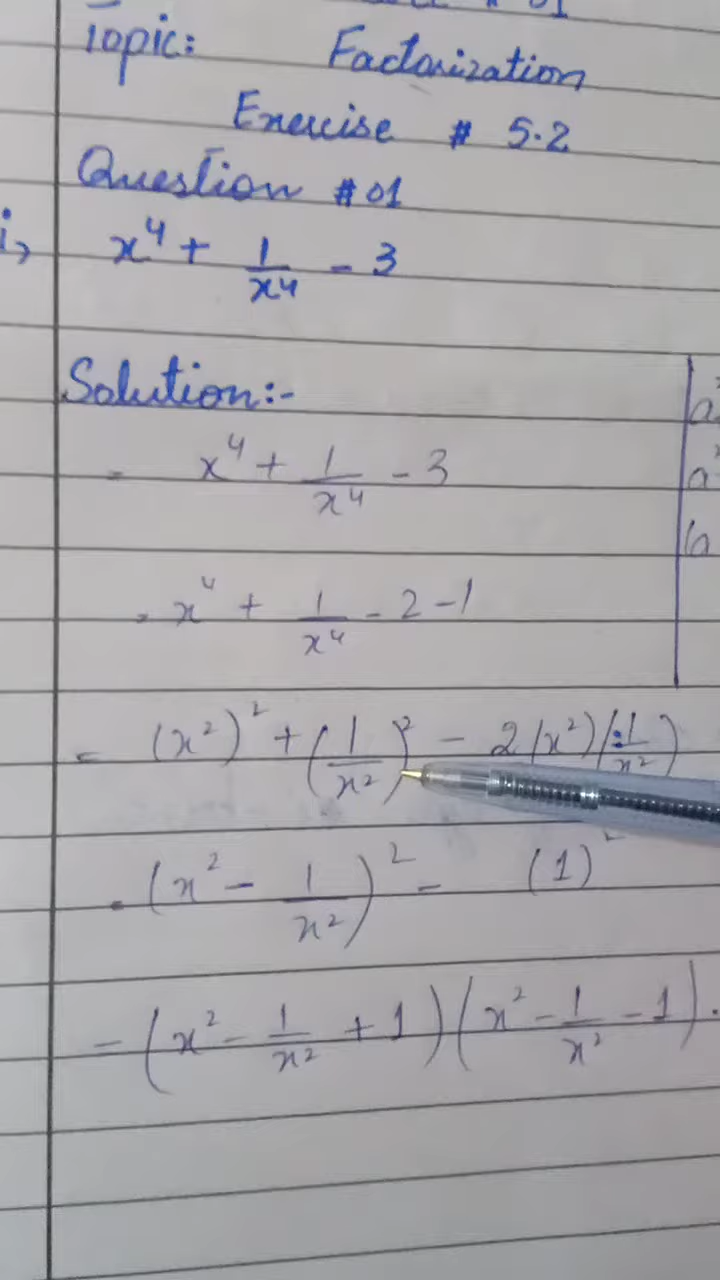 Topic: Factorization
Exercise # 5.2
Question #01
i, x⁴ + 1/x⁴ - 3
Solution:-
= x⁴ + 1/x⁴ - 3
= x⁴ + 1/x⁴ - 2 - 1
= (x²)² + (1/x²)² - 2(x²)(1/x²)
= (x² - 1/x²)² - (1)²
= (x² - 1/x² + 1)(x² - 1/x² - 1).